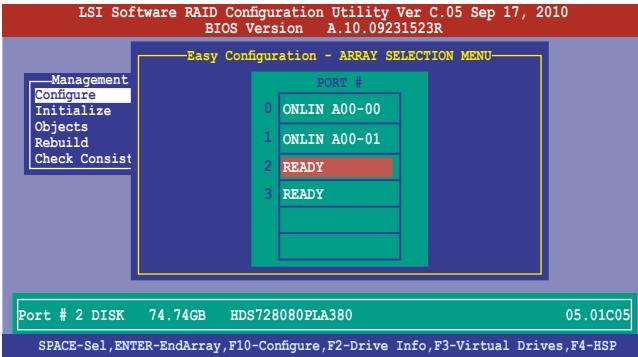 LSI Software RAID Configuration Utility Ver C.05 Sep 17, 2010
BIOS Version A.10.09231523R
Easy Configuration - ARRAY SELECTION MENU
Management
Configure
Initialize
Objects
Rebuild
Check Consist
PORT #
0 ONLIN A00-00
1 ONLIN A00-01
2 READY
3 READY
Port # 2 DISK 74.74GB HDS728080PLA380 05.01C05
SPACE-Sel,ENTER-EndArray,F10-Configure,F2-Drive Info,F3-Virtual Drives,F4-HSP